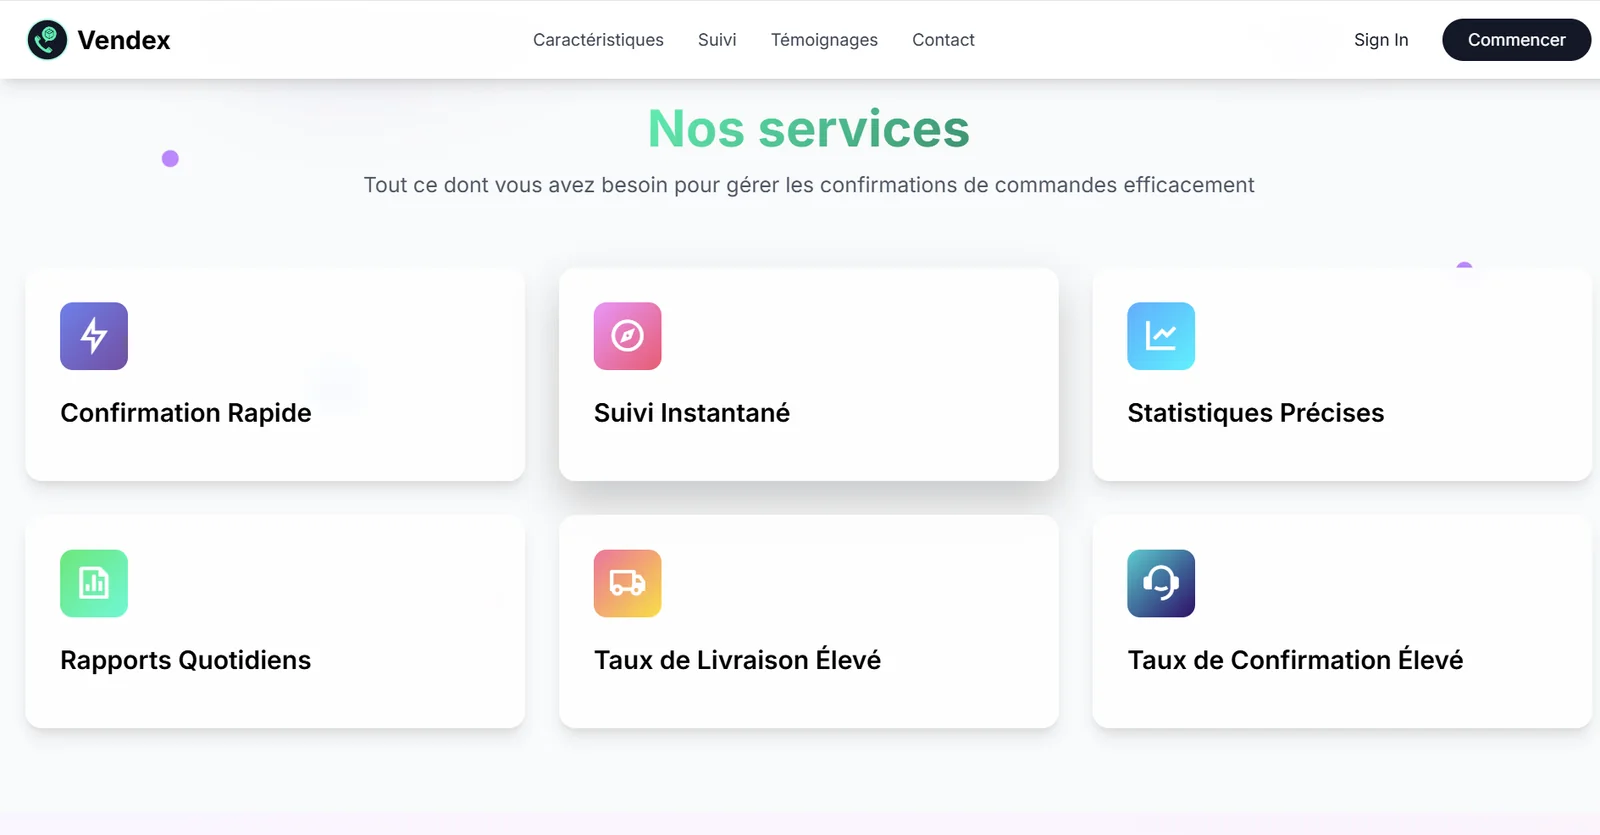 Vendex
Caractéristiques
Suivi
Témoignages
Contact
Sign In
Commencer
Nos services
Tout ce dont vous avez besoin pour gérer les confirmations de commandes efficacement
Confirmation Rapide
Suivi Instantané
Statistiques Précises
Rapports Quotidiens
Taux de Livraison Élevé
Taux de Confirmation Élevé